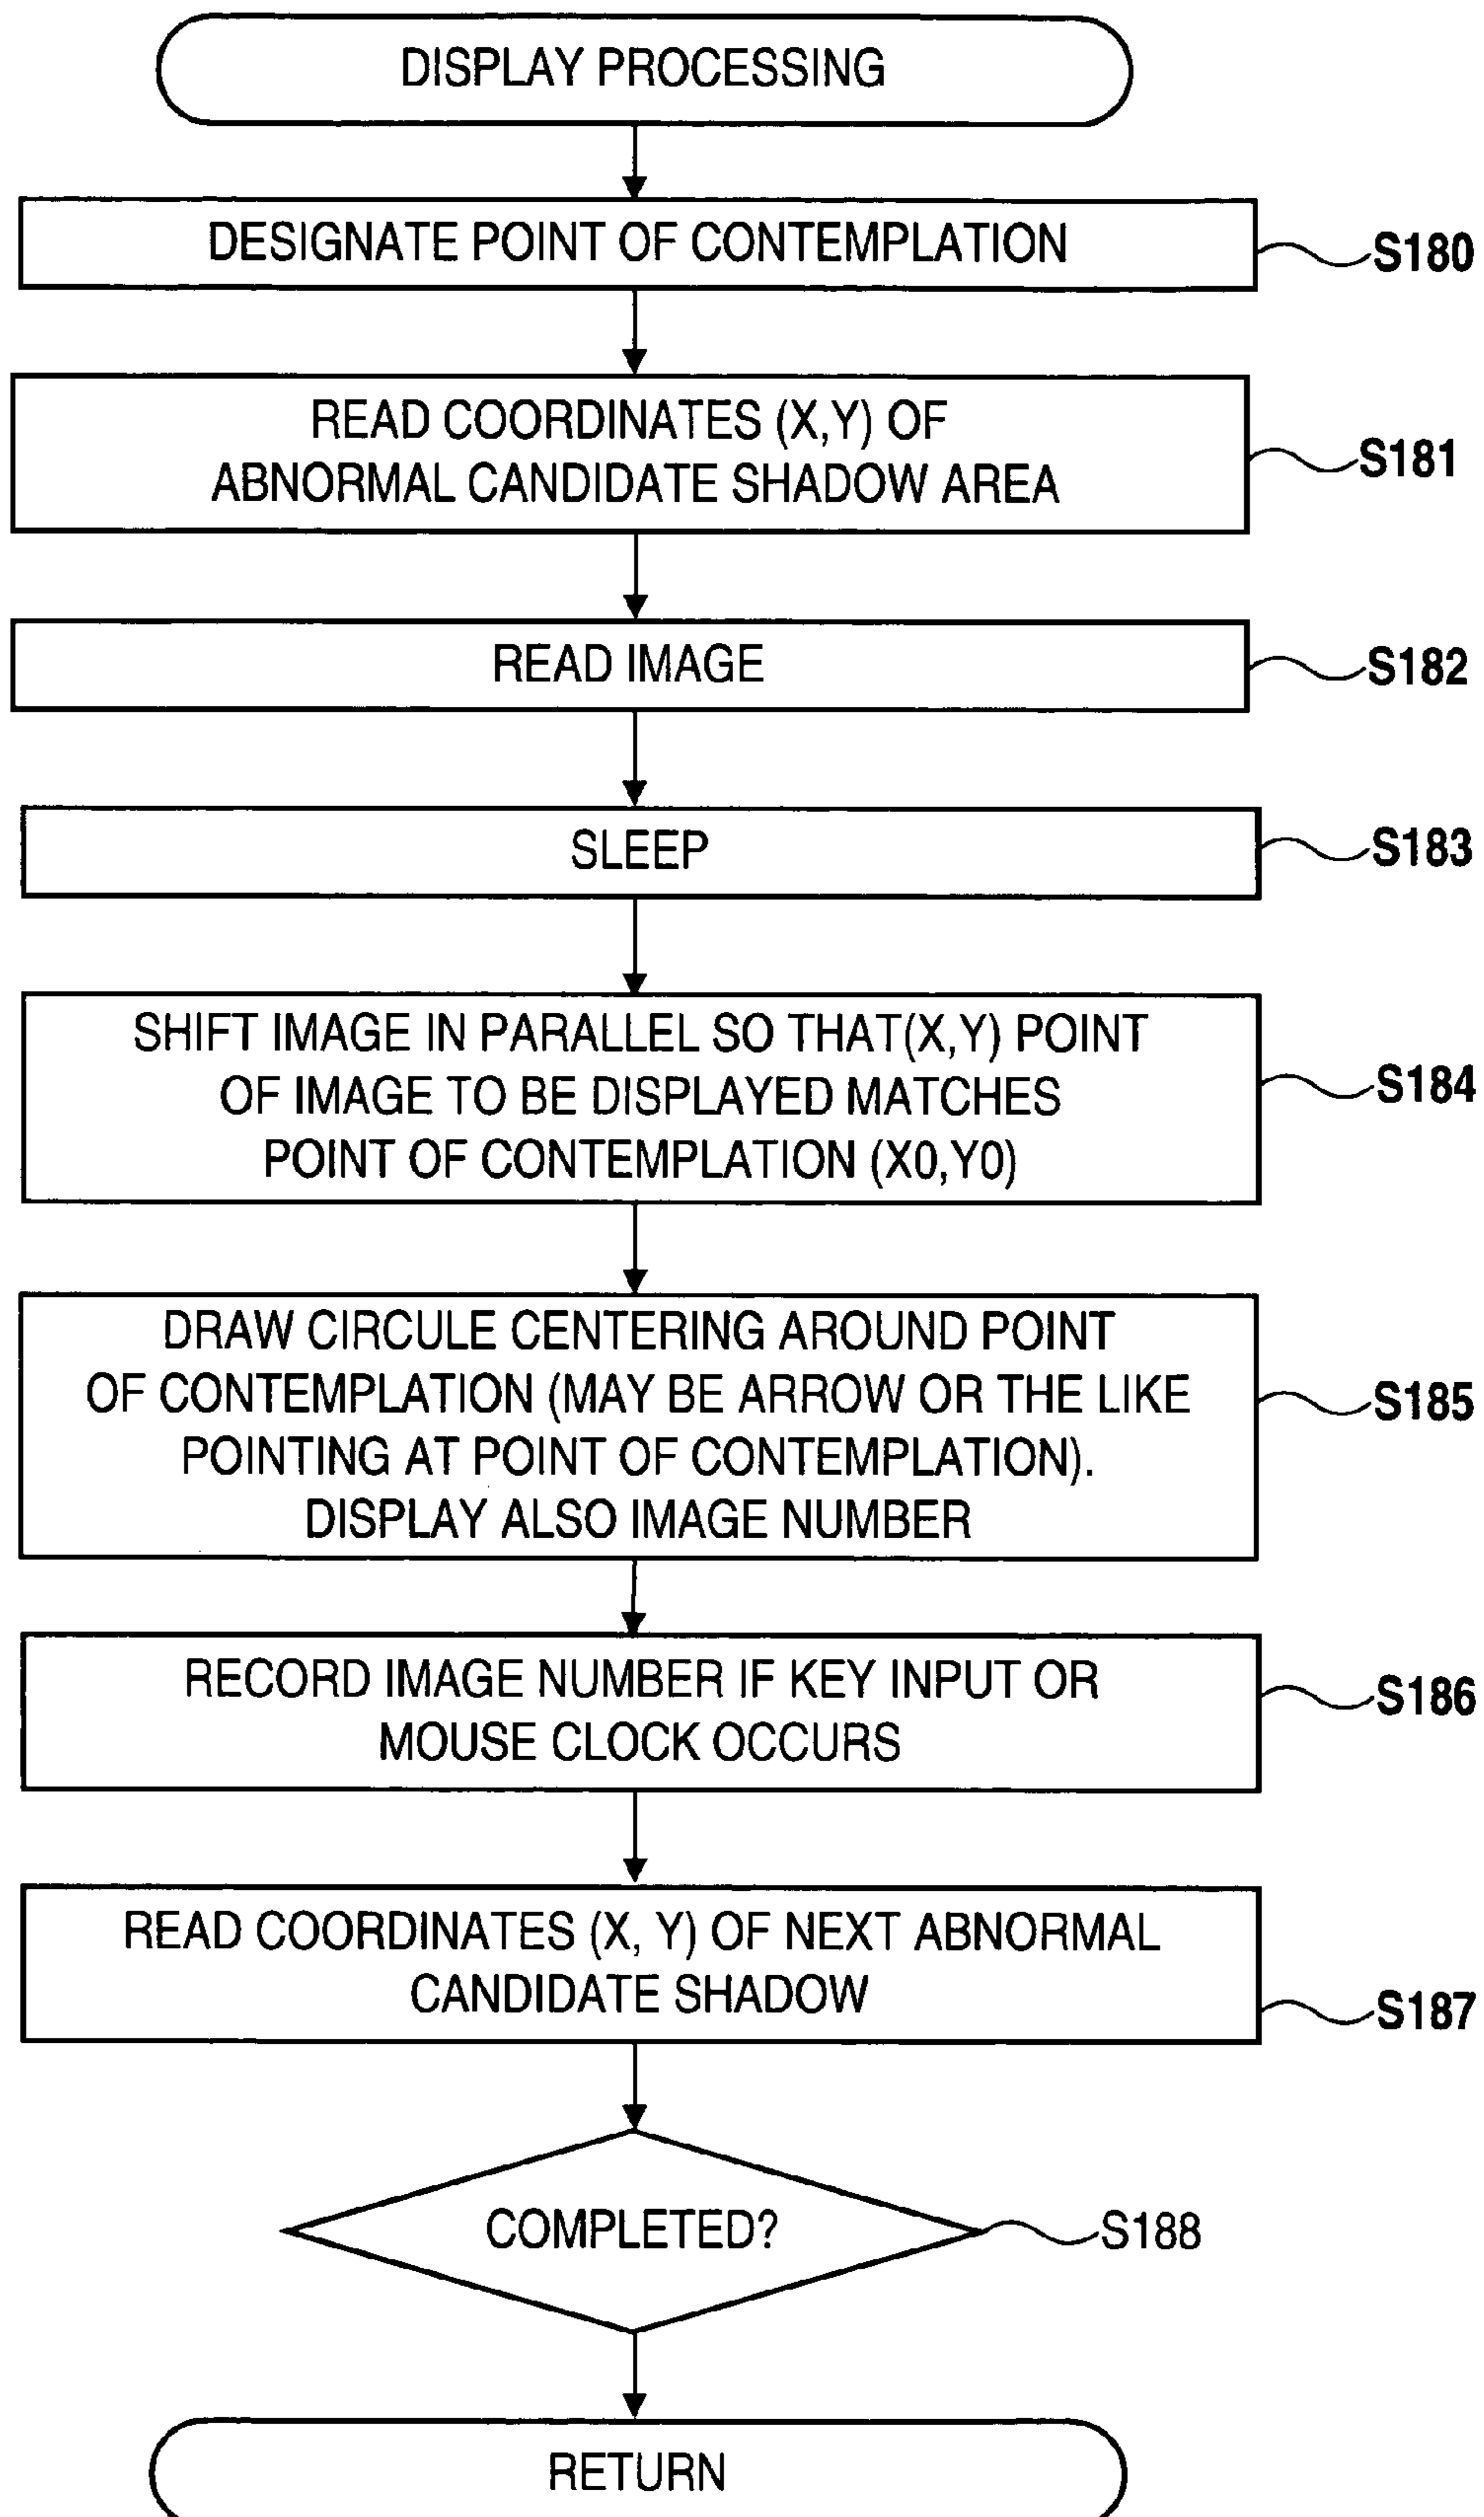 DISPLAY PROCESSING
DESIGNATE POINT OF CONTEMPLATION
S180
READ COORDINATES (X,Y) OF
ABNORMAL CANDIDATE SHADOW AREA
S181
READ IMAGE
S182
SLEEP
S183
SHIFT IMAGE IN PARALLEL SO THAT(X,Y) POINT
OF IMAGE TO BE DISPLAYED MATCHES
POINT OF CONTEMPLATION (X0,Y0)
S184
DRAW CIRCULE CENTERING AROUND POINT
OF CONTEMPLATION (MAY BE ARROW OR THE LIKE
POINTING AT POINT OF CONTEMPLATION).
DISPLAY ALSO IMAGE NUMBER
S185
RECORD IMAGE NUMBER IF KEY INPUT OR
MOUSE CLOCK OCCURS
S186
READ COORDINATES (X, Y) OF NEXT ABNORMAL
CANDIDATE SHADOW
S187
COMPLETED?
S188
RETURN